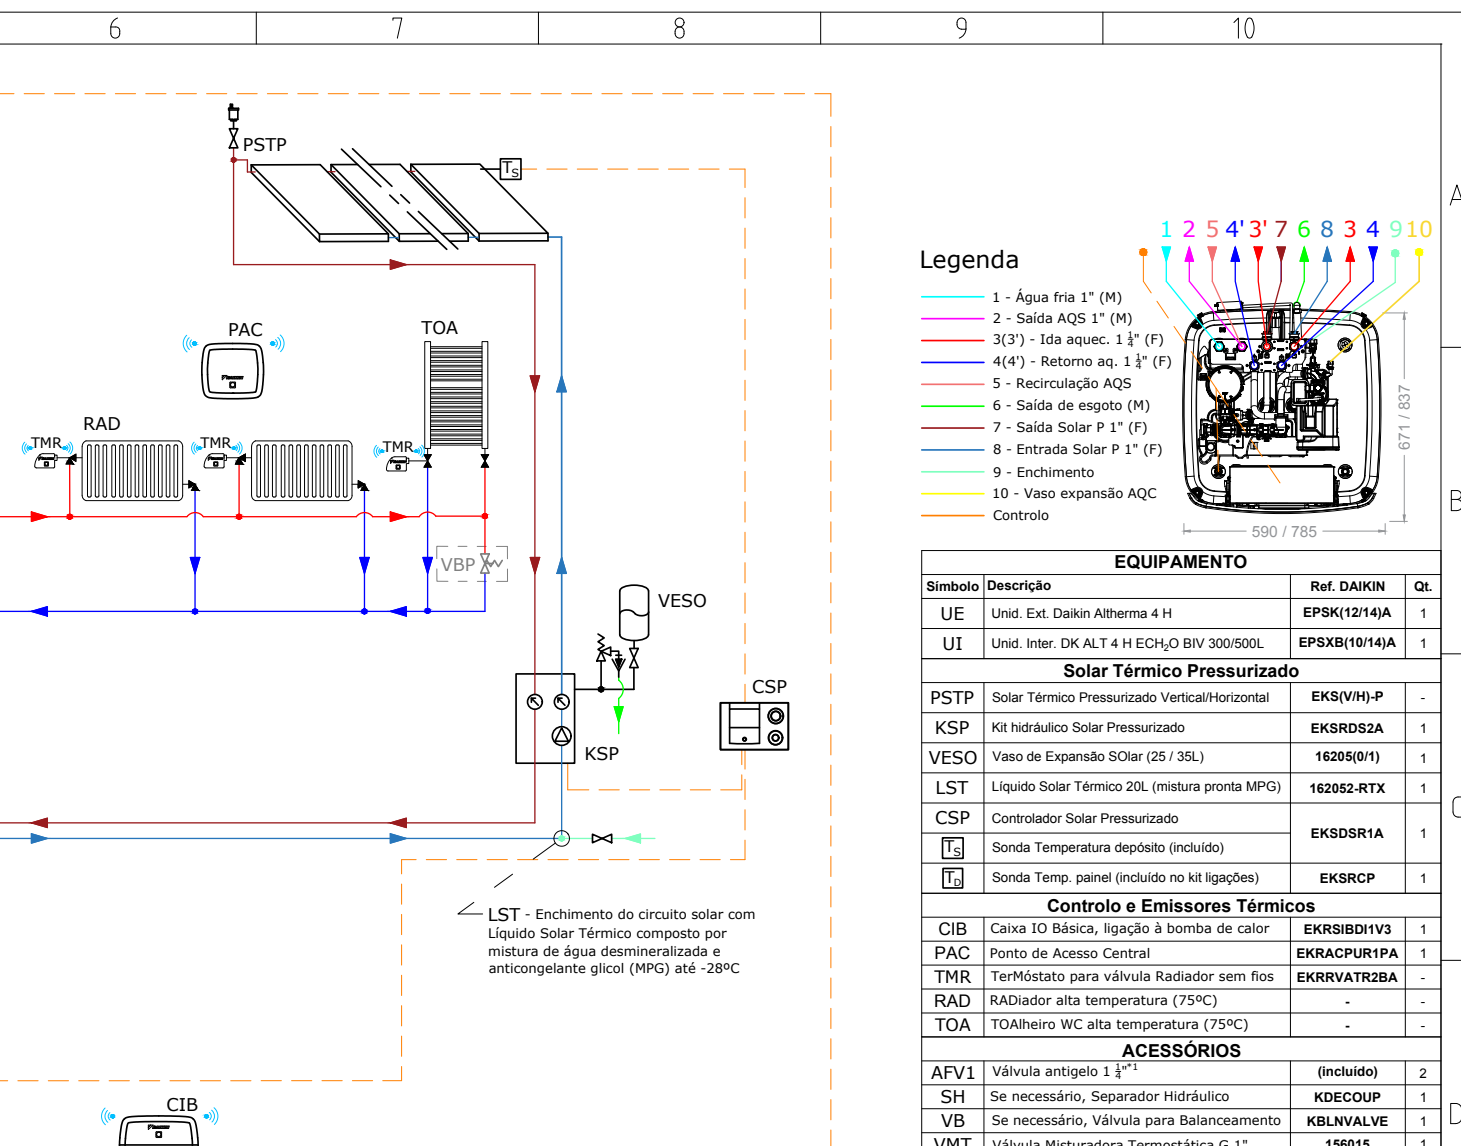 6 7 8 9 10
A
PSTP
Ts
1 2 5 4' 3' 7 6 8 3 4 9 10
Legenda
1 - Água fria 1" (M)
2 - Saída AQS 1" (M)
3(3') - Ida aquec. 1 1/4" (F)
4(4') - Retorno aq. 1 1/4" (F)
5 - Recirculação AQS
6 - Saída de esgoto (M)
7 - Saída Solar P 1" (F)
8 - Entrada Solar P 1" (F)
9 - Enchimento
10 - Vaso expansão AQC
Controlo
671 / 837
590 / 785
PAC
TOA
RAD
TMR
TMR
TMR
B
VBP
VESO
CSP
KSP
EQUIPAMENTO
Símbolo Descrição Ref. DAIKIN Qt.
UE Unid. Ext. Daikin Altherma 4 H EPSK(12/14)A 1
UI Unid. Inter. DK ALT 4 H ECH₂O BIV 300/500L EPSXB(10/14)A 1
Solar Térmico Pressurizado
PSTP Solar Térmico Pressurizado Vertical/Horizontal EKS(V/H)-P -
KSP Kit hidráulico Solar Pressurizado EKSRDS2A 1
VESO Vaso de Expansão SOlar (25 / 35L) 16205(0/1) 1
LST Líquido Solar Térmico 20L (mistura pronta MPG) 162052-RTX 1
CSP Controlador Solar Pressurizado EKSDSR1A 1
Ts Sonda Temperatura depósito (incluído)
TD Sonda Temp. painel (incluído no kit ligações) EKSRCP 1
Controlo e Emissores Térmicos
CIB Caixa IO Básica, ligação à bomba de calor EKRSIBDI1V3 1
PAC Ponto de Acesso Central EKRACPUR1PA 1
TMR TerMóstato para válvula Radiador sem fios EKRRVATR2BA -
RAD RADiador alta temperatura (75ºC) - -
TOA TOAlheiro WC alta temperatura (75ºC) - -
ACESSÓRIOS
AFV1 Válvula antigelo 1 1/4"*1 (incluído) 2
SH Se necessário, Separador Hidráulico KDECOUP 1
VB Se necessário, Válvula para Balanceamento KBLNVALVE 1
VMT Válvula Misturadora Termostática G 1" 156015 1
LST - Enchimento do circuito solar com
Líquido Solar Térmico composto por
mistura de água desmineralizada e
anticongelante glicol (MPG) até -28ºC
CIB
D